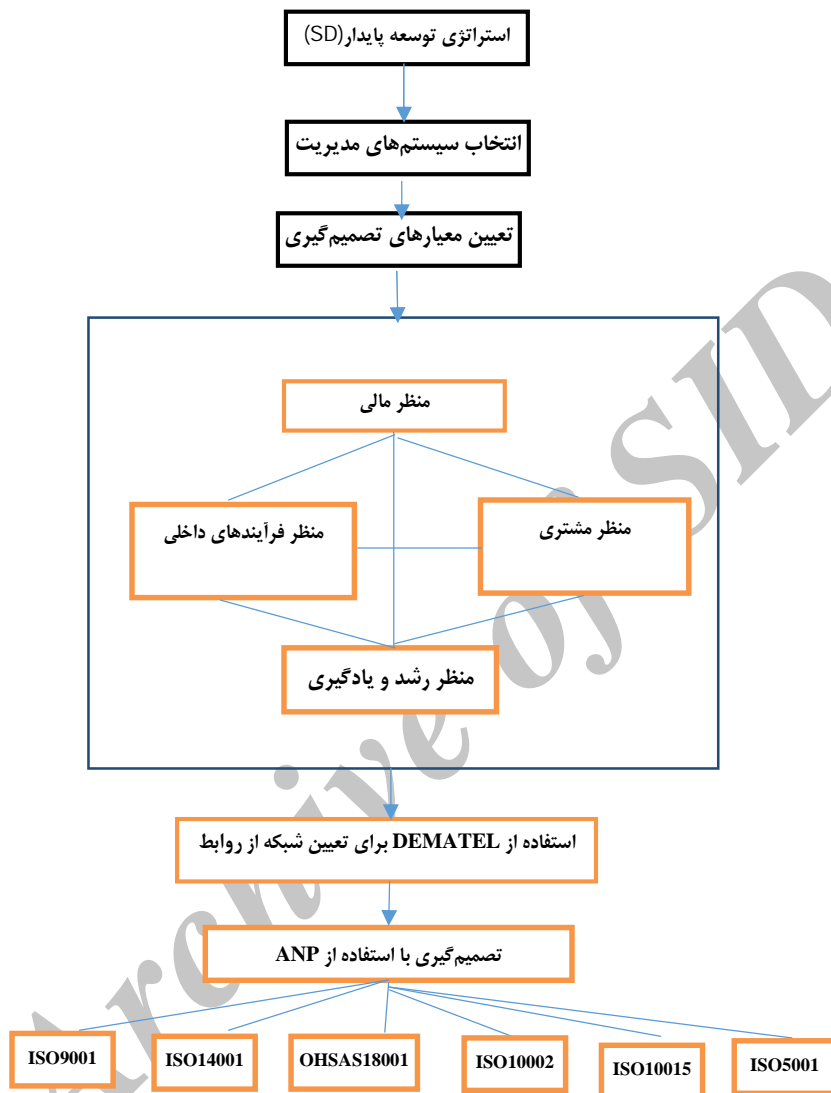 استراتژی توسعه پایدار(SD)
انتخاب سیستم‌های مدیریت
تعیین معیارهای تصمیم‌گیری
منظر مالی
منظر مشتری
منظر فرآیندهای داخلی
منظر رشد و یادگیری
استفاده از DEMATEL برای تعیین شبکه از روابط
تصمیم‌گیری با استفاده از ANP
ISO9001
ISO14001
OHSAS18001
ISO10002
ISO10015
ISO5001
Archive of SID